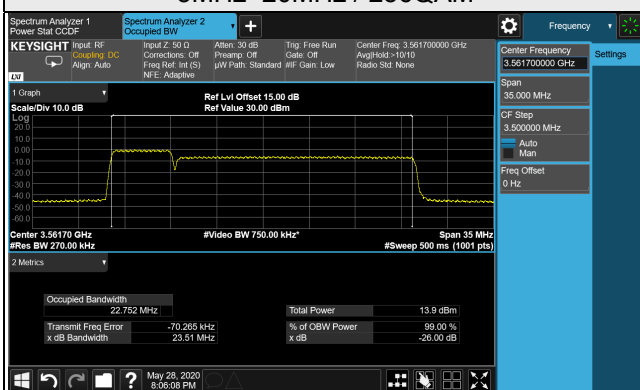 5MHz+20MHz / 256QAM
Spectrum Analyzer 1
Power Stat CCDF
Spectrum Analyzer 2
Occupied BW
Frequency
KEYSIGHT
LXI
Input: RF
Coupling: DC
Align: Auto
Input Z: 50 Ω
Corrections: Off
Freq Ref: Int (S)
NFE: Adaptive
Atten: 30 dB
Preamp: Off
µW Path: Standard
Trig: Free Run
Gate: Off
#IF Gain: Low
Center Freq: 3.561700000 GHz
Avg|Hold:>10/10
Radio Std: None
Center Frequency
3.561700000 GHz
Settings
Span
35.000 MHz
CF Step
3.500000 MHz
Auto
Man
Freq Offset
0 Hz
1 Graph
Scale/Div 10.0 dB
Ref Lvl Offset 15.00 dB
Ref Value 30.00 dBm
Log
20.0
10.0
0.00
-10.0
-20.0
-30.0
-40.0
-50.0
-60.0
Center 3.56170 GHz
#Res BW 270.00 kHz
#Video BW 750.00 kHz*
Span 35 MHz
#Sweep 500 ms (1001 pts)
2 Metrics
Occupied Bandwidth
22.752 MHz
Total Power 13.9 dBm
Transmit Freq Error -70.265 kHz
% of OBW Power 99.00 %
x dB Bandwidth 23.51 MHz
x dB -26.00 dB
?
May 28, 2020
8:06:08 PM